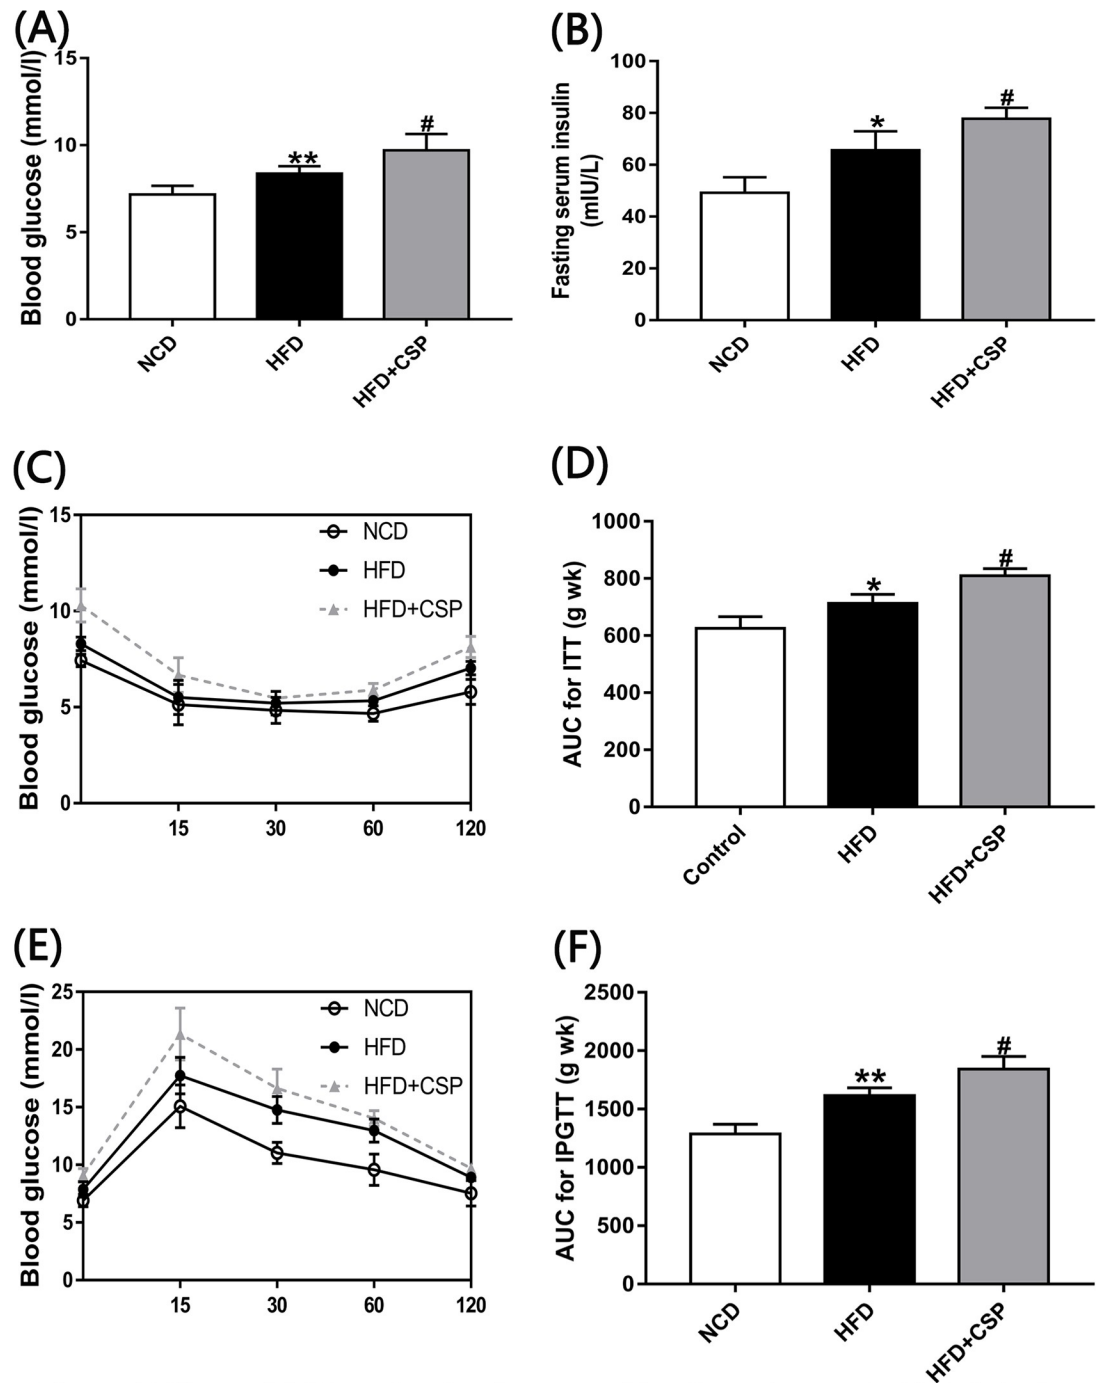 (A)
Blood glucose (mmol/l)
15
10
5
0
**
#
NCD
HFD
HFD+CSP
(B)
Fasting serum insulin
(mIU/L)
100
80
60
40
20
0
*
#
NCD
HFD
HFD+CSP
(C)
Blood glucose (mmol/l)
15
10
5
0
NCD
HFD
HFD+CSP
15
30
60
120
(D)
AUC for ITT (g wk)
1000
800
600
400
200
0
*
#
Control
HFD
HFD+CSP
(E)
Blood glucose (mmol/l)
25
20
15
10
5
0
NCD
HFD
HFD+CSP
15
30
60
120
(F)
AUC for IPGTT (g wk)
2500
2000
1500
1000
500
0
**
#
NCD
HFD
HFD+CSP